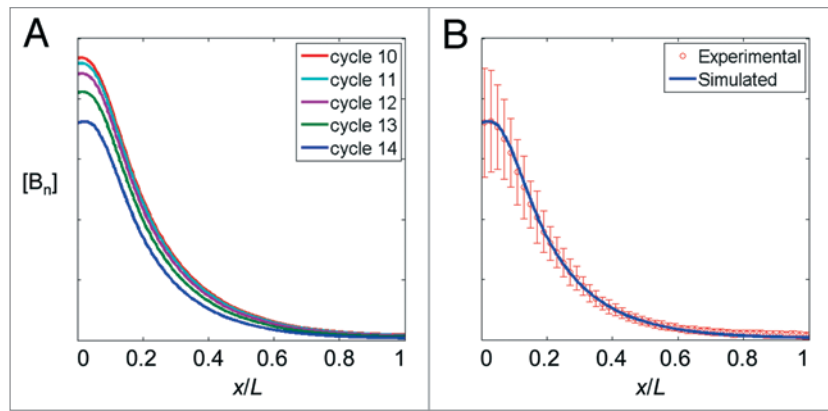 A
cycle 10
cycle 11
cycle 12
cycle 13
cycle 14
[Bn]
0 0.2 0.4 0.6 0.8 1
x/L
B
Experimental
Simulated
0 0.2 0.4 0.6 0.8 1
x/L